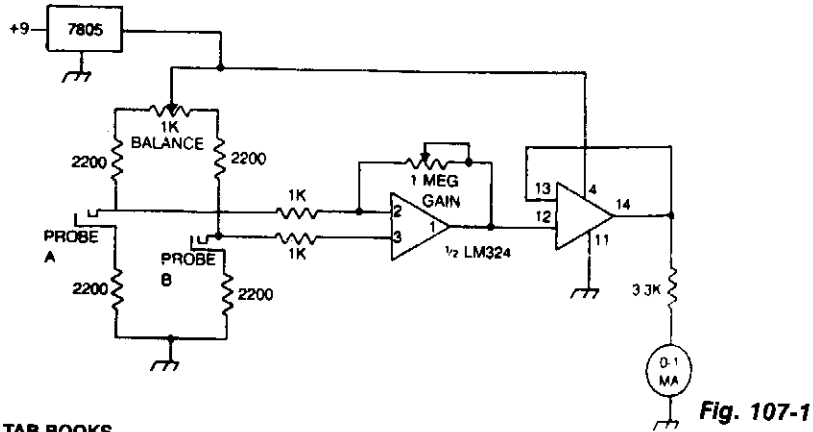 +9
7805
1K
BALANCE
2200
2200
1 MEG
GAIN
1K
2
1
3
1K
½ LM324
13
4
14
12
11
PROBE
A
PROBE
B
2200
2200
3.3K
0-1
MA
Fig. 107-1
TAB BOOKS